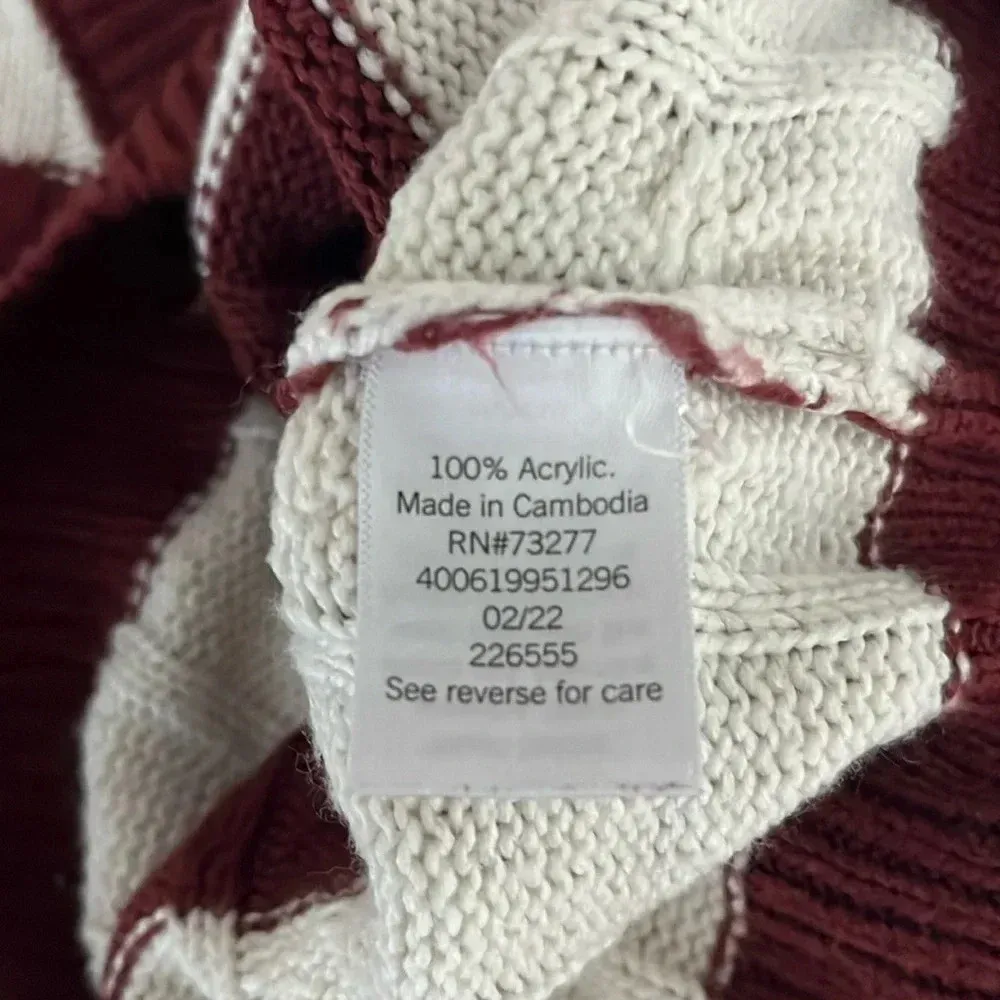 100% Acrylic.
Made in Cambodia
RN#73277
400619951296
02/22
226555
See reverse for care